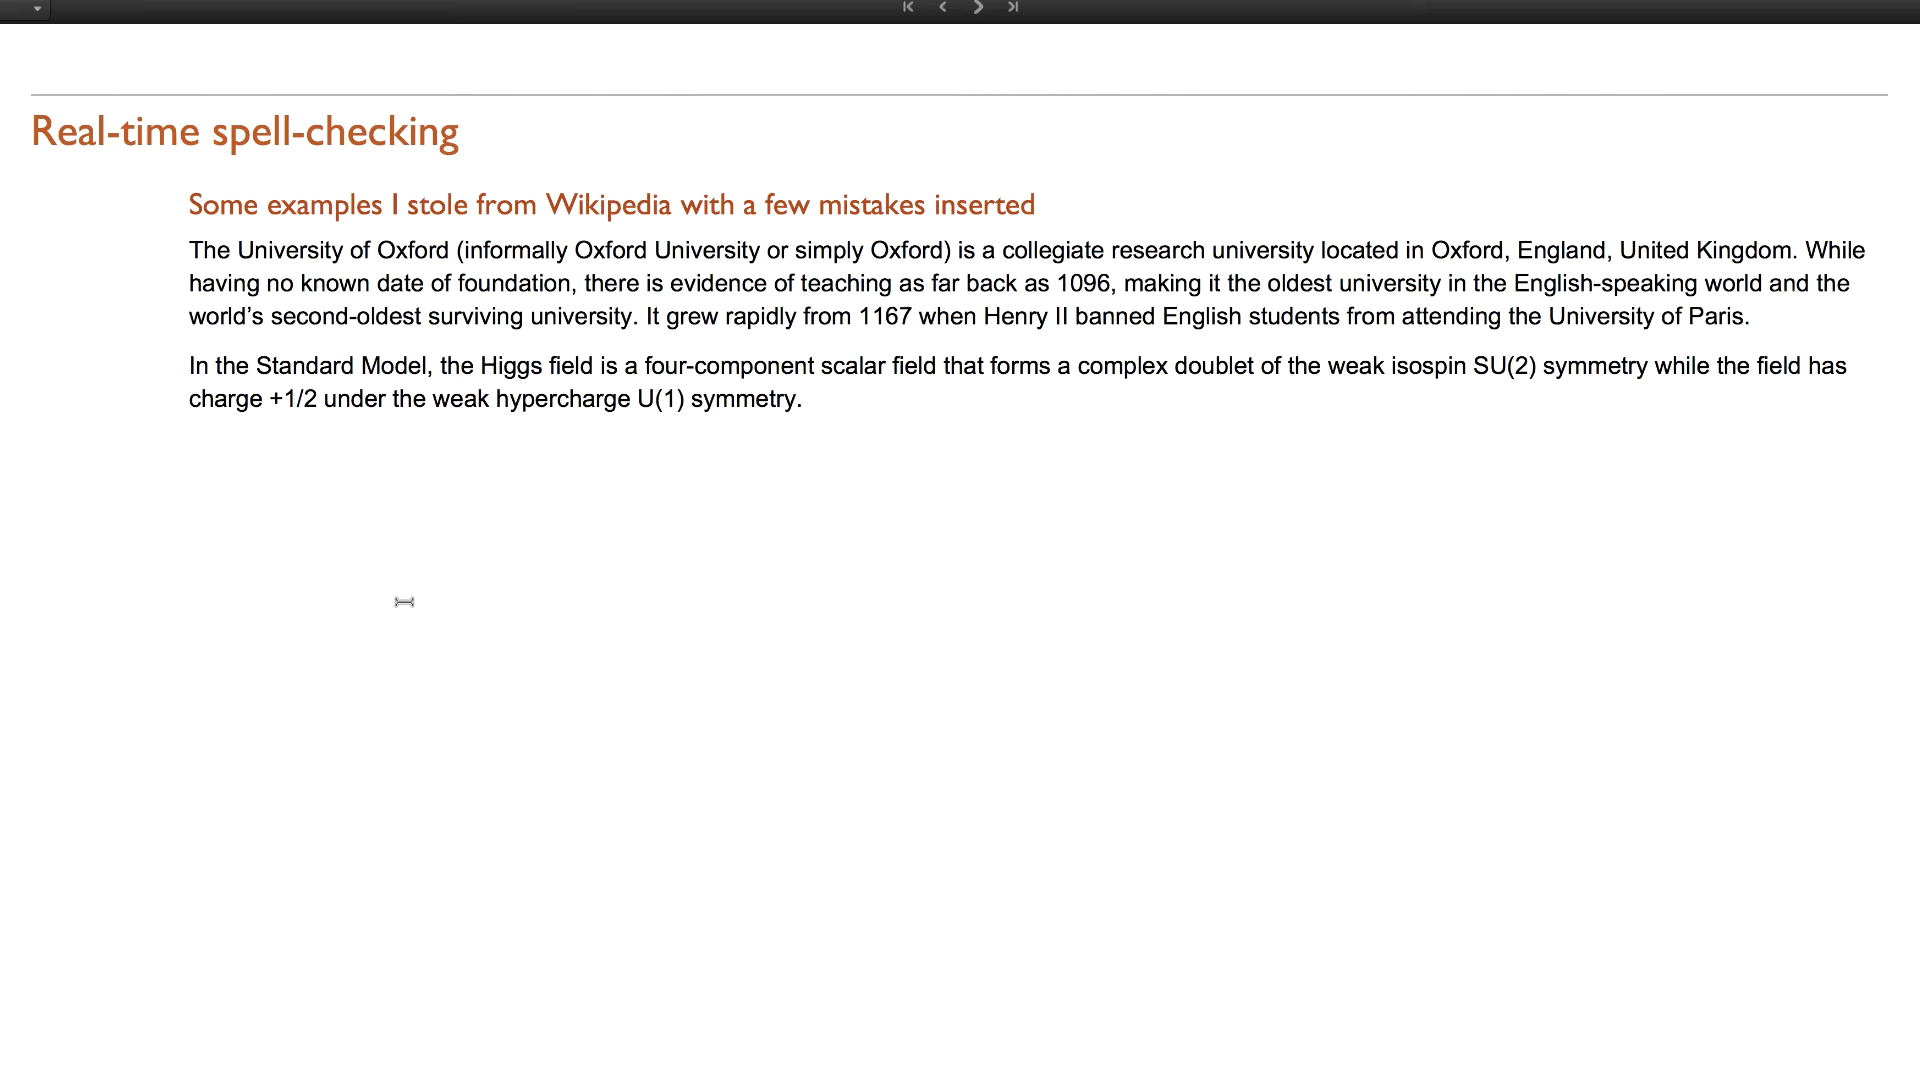 Real-time spell-checking
Some examples I stole from Wikipedia with a few mistakes inserted
The University of Oxford (informally Oxford University or simply Oxford) is a collegiate research university located in Oxford, England, United Kingdom. While
having no known date of foundation, there is evidence of teaching as far back as 1096, making it the oldest university in the English-speaking world and the
world’s second-oldest surviving university. It grew rapidly from 1167 when Henry II banned English students from attending the University of Paris.
In the Standard Model, the Higgs field is a four-component scalar field that forms a complex doublet of the weak isospin SU(2) symmetry while the field has
charge +1/2 under the weak hypercharge U(1) symmetry.